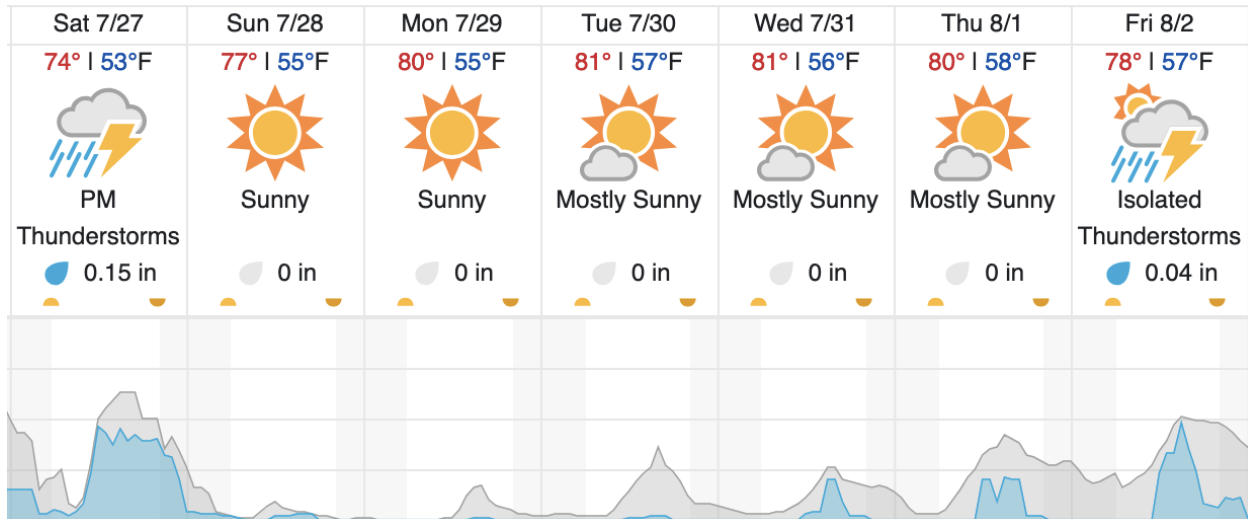 Sat 7/27 Sun 7/28 Mon 7/29 Tue 7/30 Wed 7/31 Thu 8/1 Fri 8/2
74° | 53°F 77° | 55°F 80° | 55°F 81° | 57°F 81° | 56°F 80° | 58°F 78° | 57°F
PM Sunny Sunny Mostly Sunny Mostly Sunny Mostly Sunny Isolated
Thunderstorms Thunderstorms
0.15 in 0 in 0 in 0 in 0 in 0 in 0.04 in